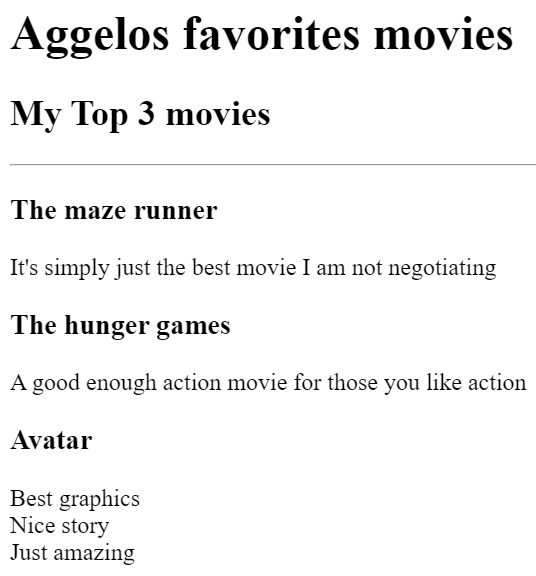 Aggelos favorites movies
My Top 3 movies
The maze runner
It's simply just the best movie I am not negotiating
The hunger games
A good enough action movie for those you like action
Avatar
Best graphics
Nice story
Just amazing